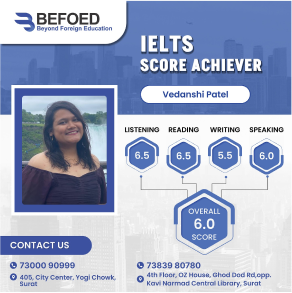 BEFOED
Beyond Foreign Education
IELTS
SCORE ACHIEVER
Vedanshi Patel
LISTENING
READING
WRITING
SPEAKING
6.5
6.5
5.5
6.0
OVERALL
6.0
SCORE
CONTACT US
73000 90999
405, City Center, Yogi Chowk,
Surat
73839 80780
4th Floor, OZ House, Ghod Dod Rd,opp.
Kavi Narmad Central Library, Surat